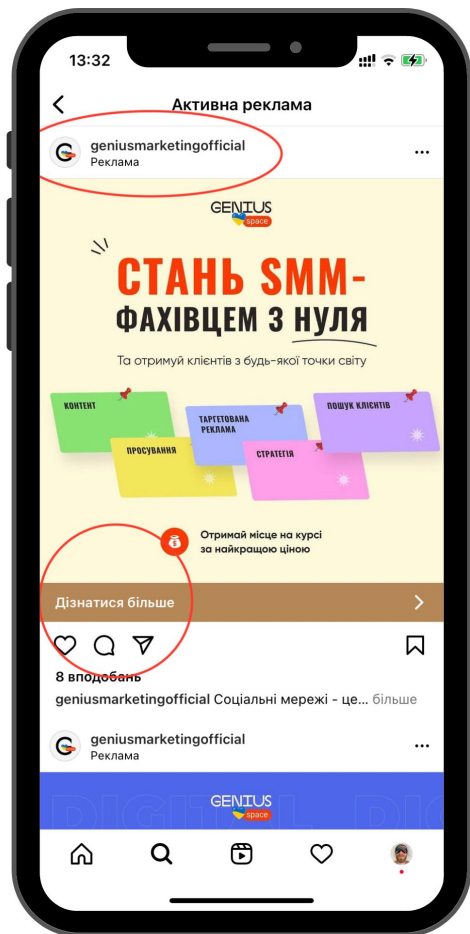 13:32
Активна реклама
geniusmarketingofficial
Реклама
GENIUS
space
СТАНЬ SMM-
ФАХІВЦЕМ З НУЛЯ
Та отримуй клієнтів з будь-якої точки світу
КОНТЕНТ
ПРОСУВАННЯ
ТАРГЕТОВАНА
РЕКЛАМА
СТРАТЕГІЯ
ПОШУК КЛІЄНТІВ
Отримай місце на курсі
за найкращою ціною
Дізнатися більше
8 вподобань
geniusmarketingofficial Соціальні мережі - це... більше
geniusmarketingofficial
Реклама
GENIUS
space
DIGITAL DIG